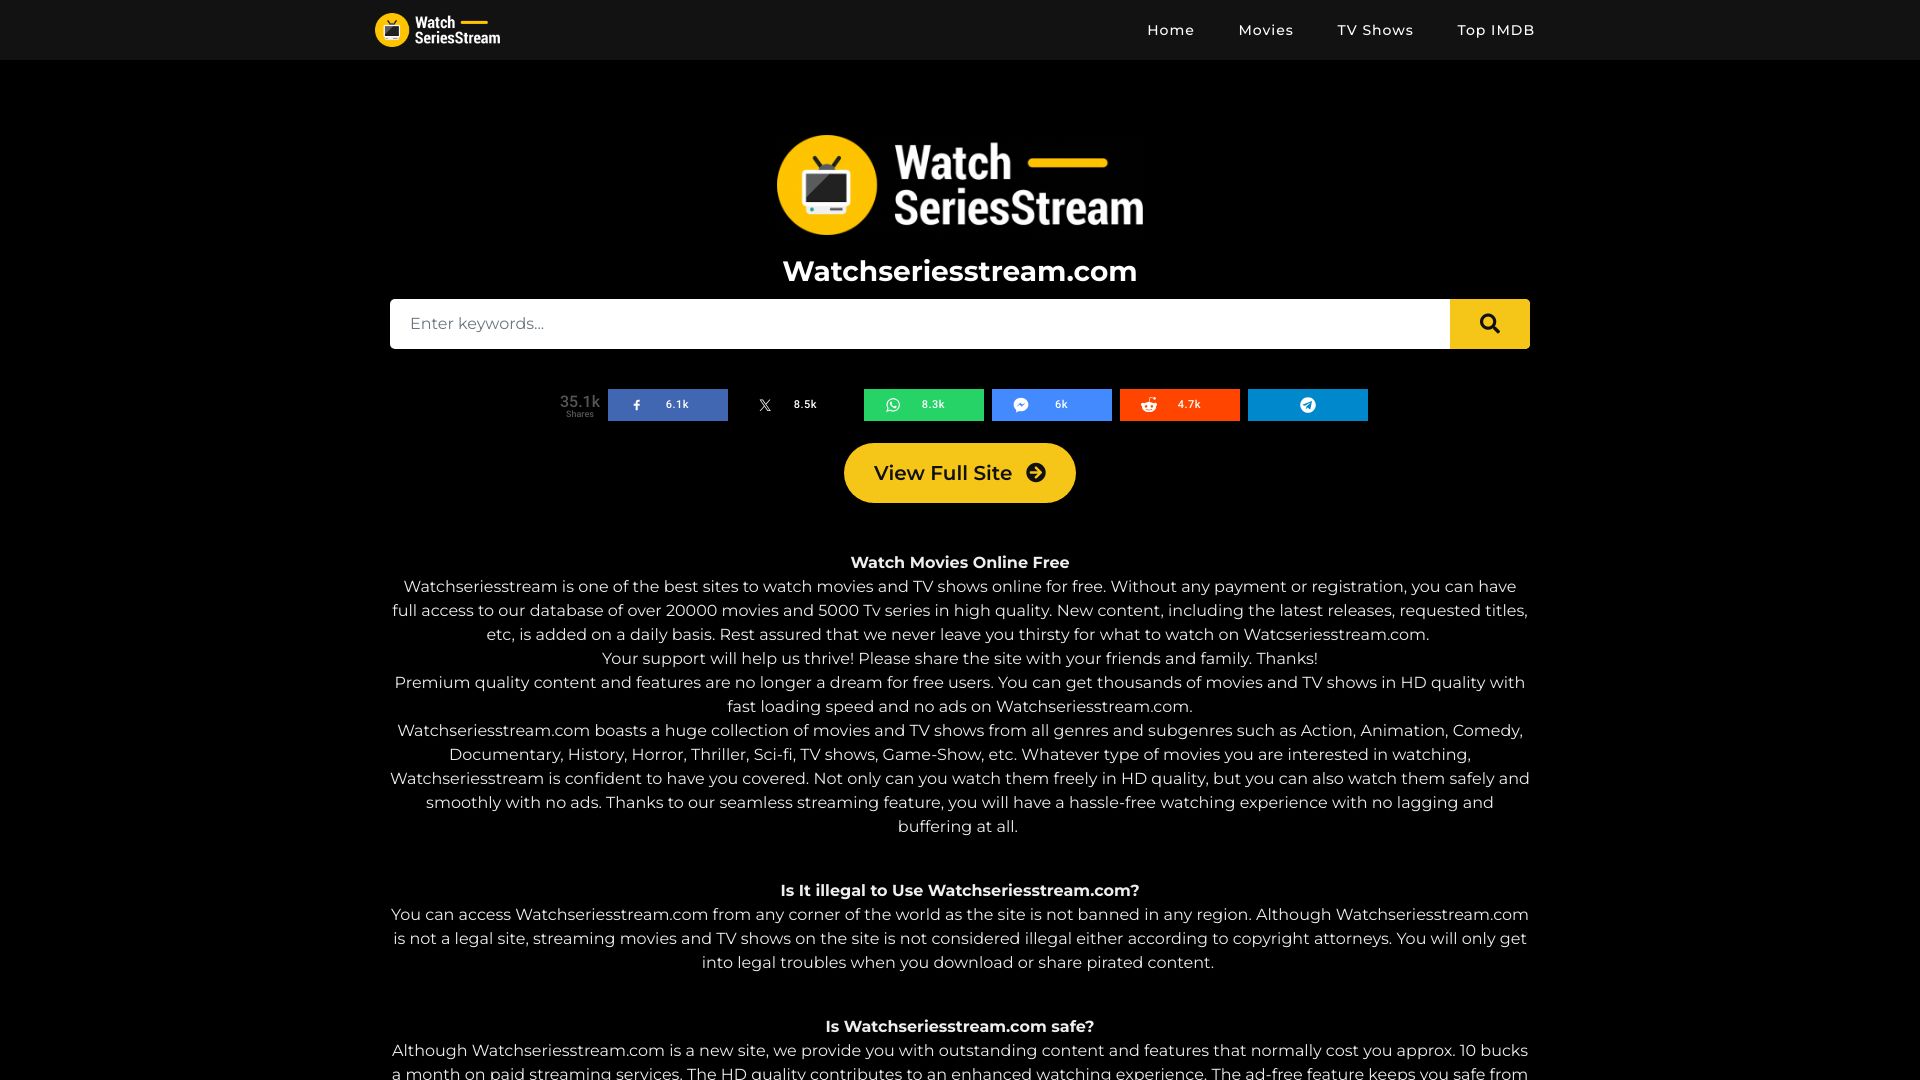 Watch
SeriesStream
Home
Movies
TV Shows
Top IMDB
Watch
SeriesStream
Watchseriesstream.com
Enter keywords...
35.1k
Shares
6.1k
8.5k
8.3k
6k
4.7k
View Full Site
Watch Movies Online Free
Watchseriesstream is one of the best sites to watch movies and TV shows online for free. Without any payment or registration, you can have
full access to our database of over 20000 movies and 5000 Tv series in high quality. New content, including the latest releases, requested titles,
etc, is added on a daily basis. Rest assured that we never leave you thirsty for what to watch on Watcseriesstream.com.
Your support will help us thrive! Please share the site with your friends and family. Thanks!
Premium quality content and features are no longer a dream for free users. You can get thousands of movies and TV shows in HD quality with
fast loading speed and no ads on Watchseriesstream.com.
Watchseriesstream.com boasts a huge collection of movies and TV shows from all genres and subgenres such as Action, Animation, Comedy,
Documentary, History, Horror, Thriller, Sci-fi, TV shows, Game-Show, etc. Whatever type of movies you are interested in watching,
Watchseriesstream is confident to have you covered. Not only can you watch them freely in HD quality, but you can also watch them safely and
smoothly with no ads. Thanks to our seamless streaming feature, you will have a hassle-free watching experience with no lagging and
buffering at all.
Is It illegal to Use Watchseriesstream.com?
You can access Watchseriesstream.com from any corner of the world as the site is not banned in any region. Although Watchseriesstream.com
is not a legal site, streaming movies and TV shows on the site is not considered illegal either according to copyright attorneys. You will only get
into legal troubles when you download or share pirated content.
Is Watchseriesstream.com safe?
Although Watchseriesstream.com is a new site, we provide you with outstanding content and features that normally cost you approx. 10 bucks
a month on paid streaming services. The HD quality contributes to an enhanced watching experience. The ad-free feature keeps you safe from